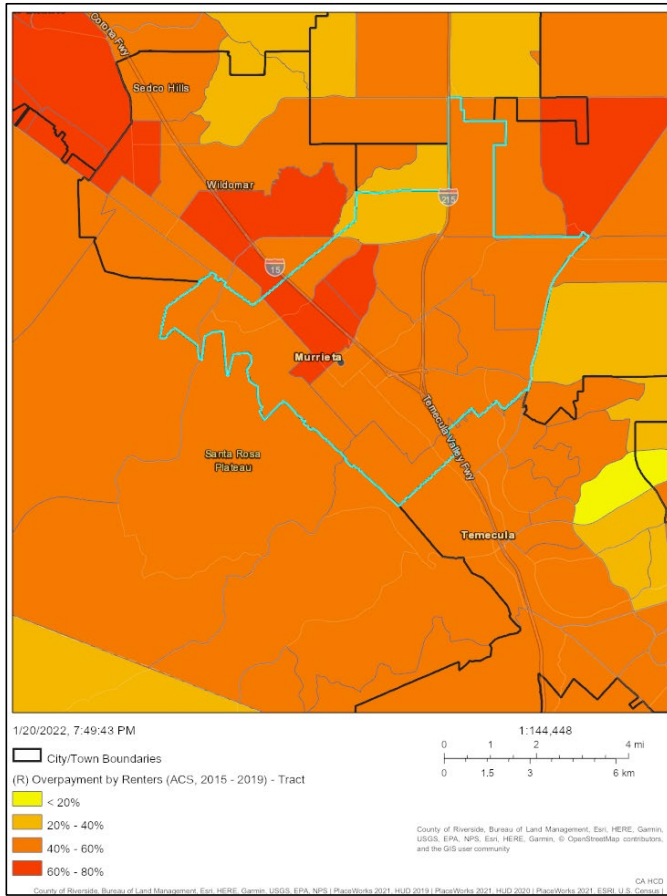 Corona Fwy
Sedco Hills
Wildomar
215
15
Murrieta
Temecula Valley Fwy
Santa Rosa
Plateau
Temecula
1/20/2022, 7:49:43 PM
1:144,448
City/Town Boundaries
0 1 2 4 mi
0 1.5 3 6 km
(R) Overpayment by Renters (ACS, 2015 - 2019) - Tract
< 20%
20% - 40%
40% - 60%
60% - 80%
County of Riverside, Bureau of Land Management, Esri, HERE, Garmin,
USGS, EPA, NPS, Esri, HERE, Garmin, © OpenStreetMap contributors,
and the GIS user community
CA HCD
County of Riverside, Bureau of Land Management, Esri, HERE, Garmin, USGS, EPA, NPS | PlaceWorks 2021, HUD 2019 | PlaceWorks 2021, HUD 2020 | PlaceWorks 2021, ESRI, U.S. Census |